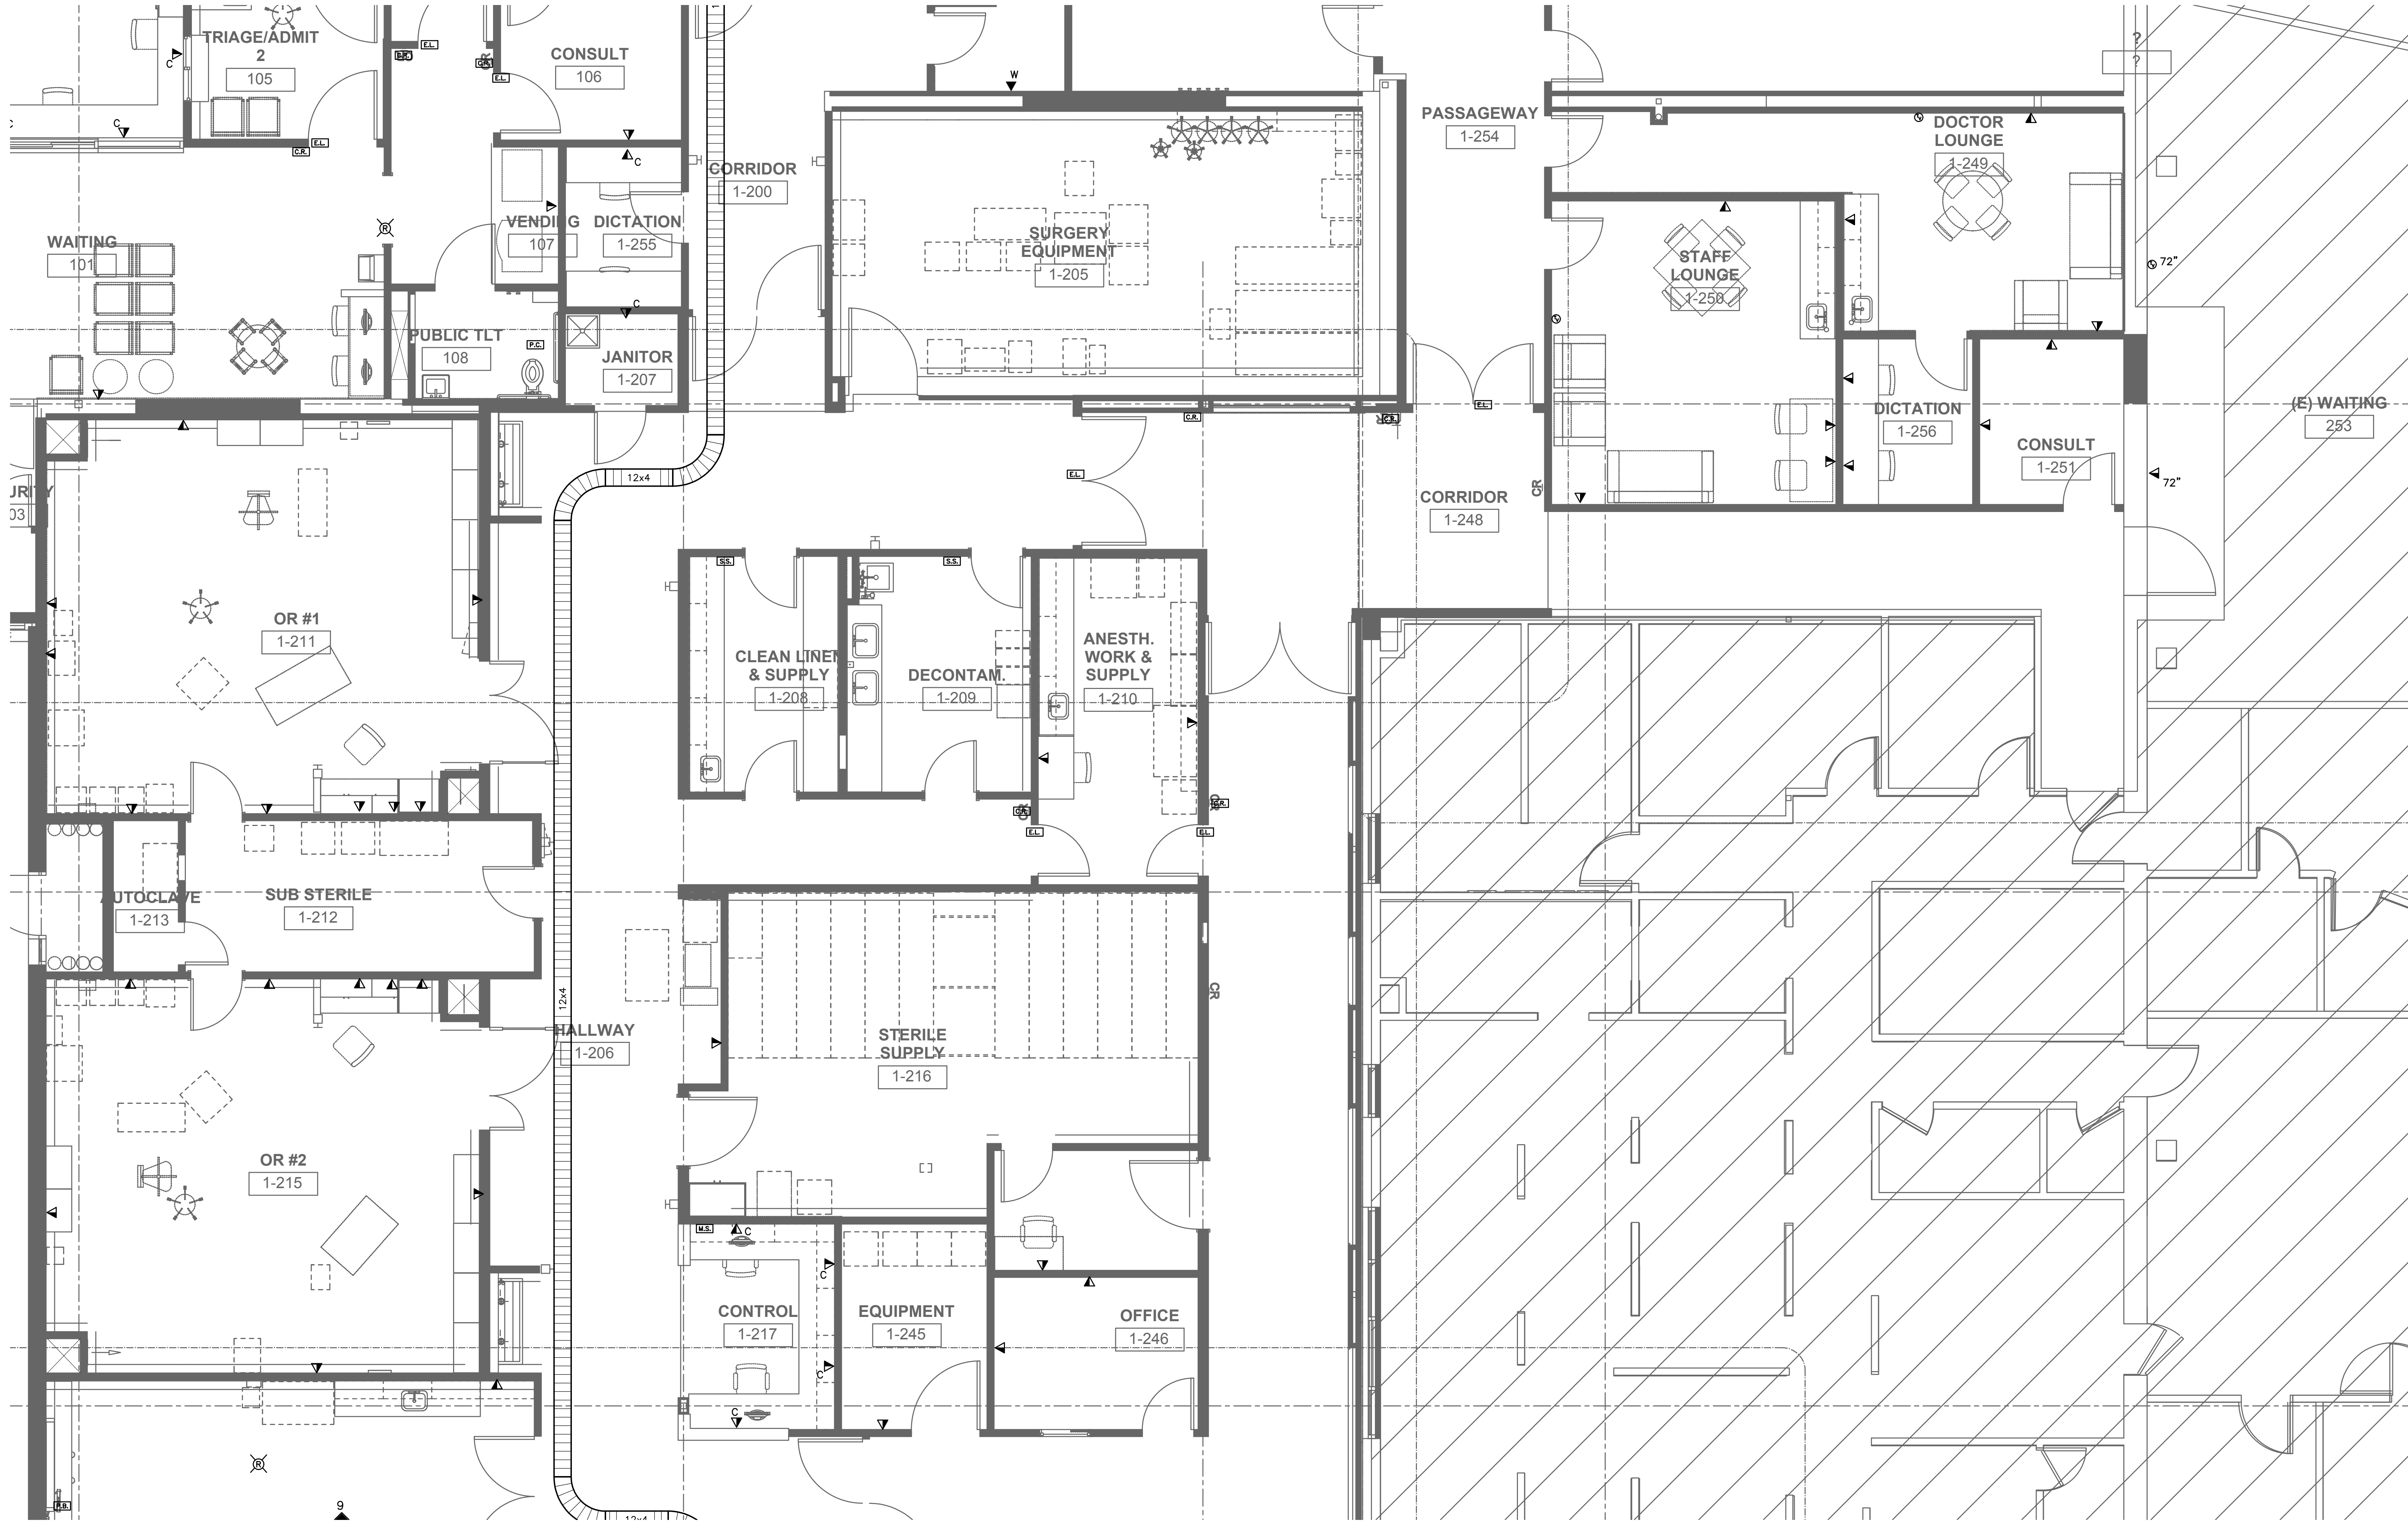 TRIAGE/ADMIT
2
105
C
E.L.
C.R.
E.L.
CONSULT
106
W
?
?
C
C
E.L.
C.R.
C
PASSAGEWAY
1-254
DOCTOR
LOUNGE
1-249
CORRIDOR
1-200
WAITING
101
R
VENDING
107
DICTATION
1-255
C
SURGERY
EQUIPMENT
1-205
STAFF
LOUNGE
1-250
72"
PUBLIC TLT
108
P.C.
JANITOR
1-207
E.L.
C.R.
DICTATION
1-256
CONSULT
1-251
(E) WAITING
253
72"
URITY
03
12x4
E.L.
CORRIDOR
1-248
CR
S.S.
S.S.
OR #1
1-211
CLEAN LINEN
& SUPPLY
1-208
DECONTAM.
1-209
ANESTH.
WORK &
SUPPLY
1-210
C.R.
C.R.
E.L.
E.L.
AUTOCLAVE
1-213
SUB STERILE
1-212
12x4
HALLWAY
1-206
STERILE
SUPPLY
1-216
CR
OR #2
1-215
M.S.
C
C
CONTROL
1-217
EQUIPMENT
1-245
OFFICE
1-246
C
C
R
9
12x4